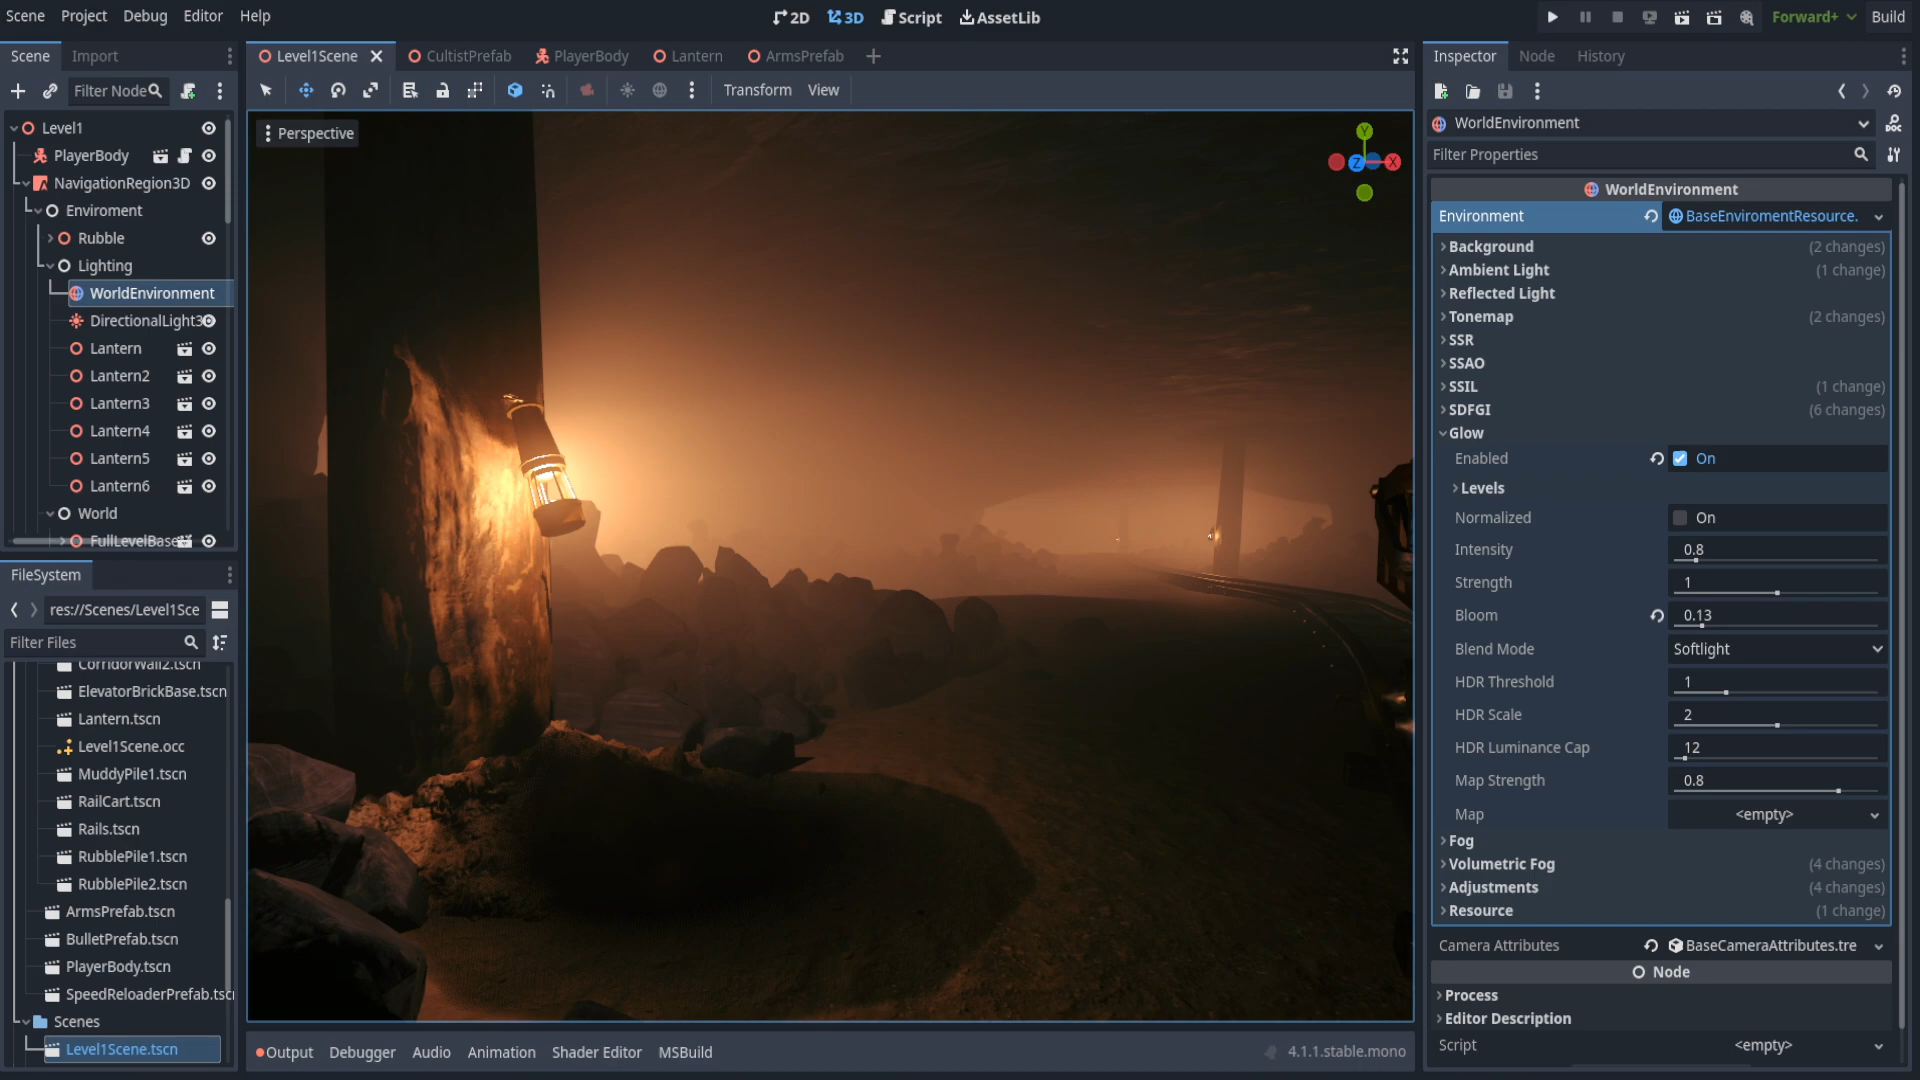 Scene Project Debug Editor Help
2D 3D Script AssetLib
Forward+ Build
Scene Import
Filter Node
Level1
PlayerBody
NavigationRegion3D
Enviroment
Rubble
Lighting
WorldEnvironment
DirectionalLight3
Lantern
Lantern2
Lantern3
Lantern4
Lantern5
Lantern6
World
FullLevelBase
FileSystem
res://Scenes/Level1Sce
Filter Files
CorridorWall2.tscn
ElevatorBrickBase.tscn
Lantern.tscn
Level1Scene.occ
MuddyPile1.tscn
RailCart.tscn
Rails.tscn
RubblePile1.tscn
RubblePile2.tscn
ArmsPrefab.tscn
BulletPrefab.tscn
PlayerBody.tscn
SpeedReloaderPrefab.tscn
Scenes
Level1Scene.tscn
Level1Scene CultistPrefab PlayerBody Lantern ArmsPrefab
Transform View
Perspective
Y
Z X
Output Debugger Audio Animation Shader Editor MSBuild
4.1.1.stable.mono
Inspector Node History
WorldEnvironment
DOC
Filter Properties
WorldEnvironment
Environment BaseEnviromentResource.
Background (2 changes)
Ambient Light (1 change)
Reflected Light
Tonemap (2 changes)
SSR
SSAO
SSIL (1 change)
SDFGI (6 changes)
Glow
Enabled On
Levels
Normalized On
Intensity 0.8
Strength 1
Bloom 0.13
Blend Mode Softlight
HDR Threshold 1
HDR Scale 2
HDR Luminance Cap 12
Map Strength 0.8
Map <empty>
Fog
Volumetric Fog (4 changes)
Adjustments (4 changes)
Resource (1 change)
Camera Attributes BaseCameraAttributes.tre
Node
Process
Editor Description
Script <empty>